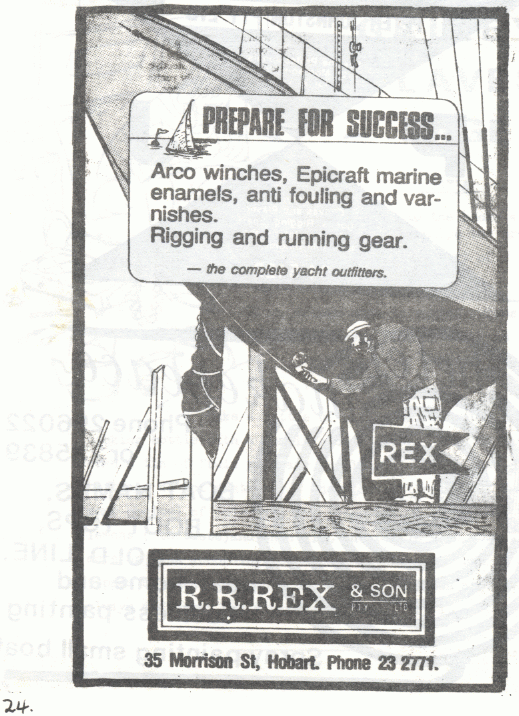 PREPARE FOR SUCCESS...
Arco winches, Epicraft marine
enamels, anti fouling and var-
nishes.
Rigging and running gear.
— the complete yacht outfitters.
REX
R.R.REX & SON
PTY LTD
35 Morrison St, Hobart. Phone 23 2771.
24.